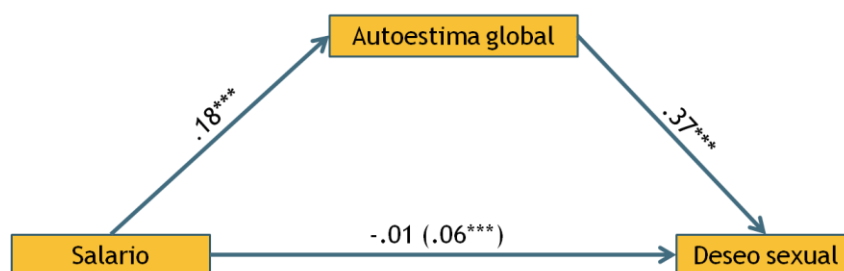 Autoestima global
.18***
.37***
-.01 (.06***)
Salario
Deseo sexual